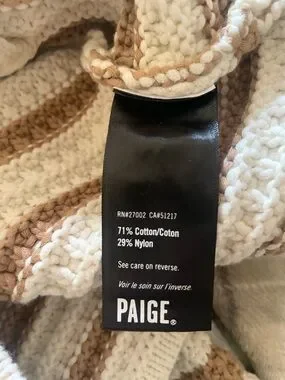 RN#27002 CA#51217
71% Cotton/Coton
29% Nylon
See care on reverse.
Voir le soin sur l'inverse.
PAIGE®